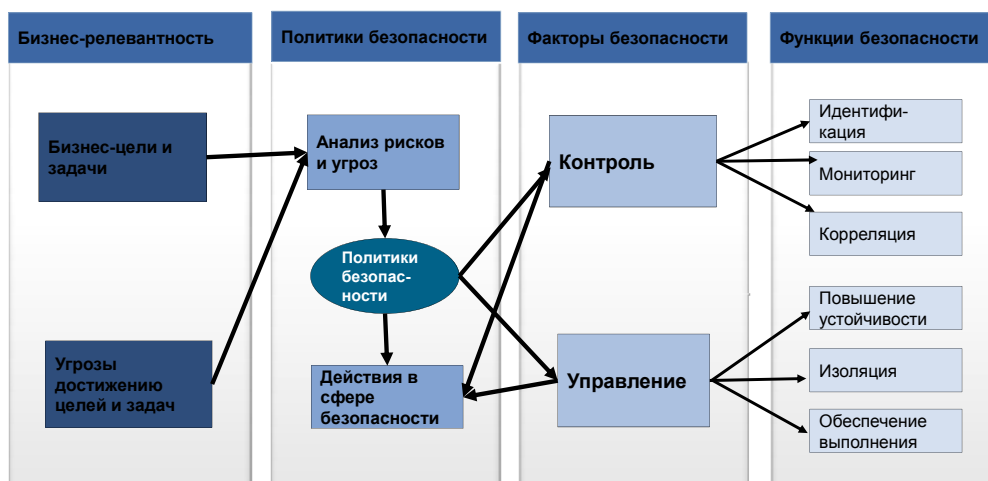 Бизнес-релевантность
Политики безопасности
Факторы безопасности
Функции безопасности
Бизнес-цели и
задачи
Угрозы
достижению
целей и задач
Анализ рисков
и угроз
Политики
безопас-
ности
Действия в
сфере
безопасности
Контроль
Управление
Идентифи-
кация
Мониторинг
Корреляция
Повышение
устойчивости
Изоляция
Обеспечение
выполнения